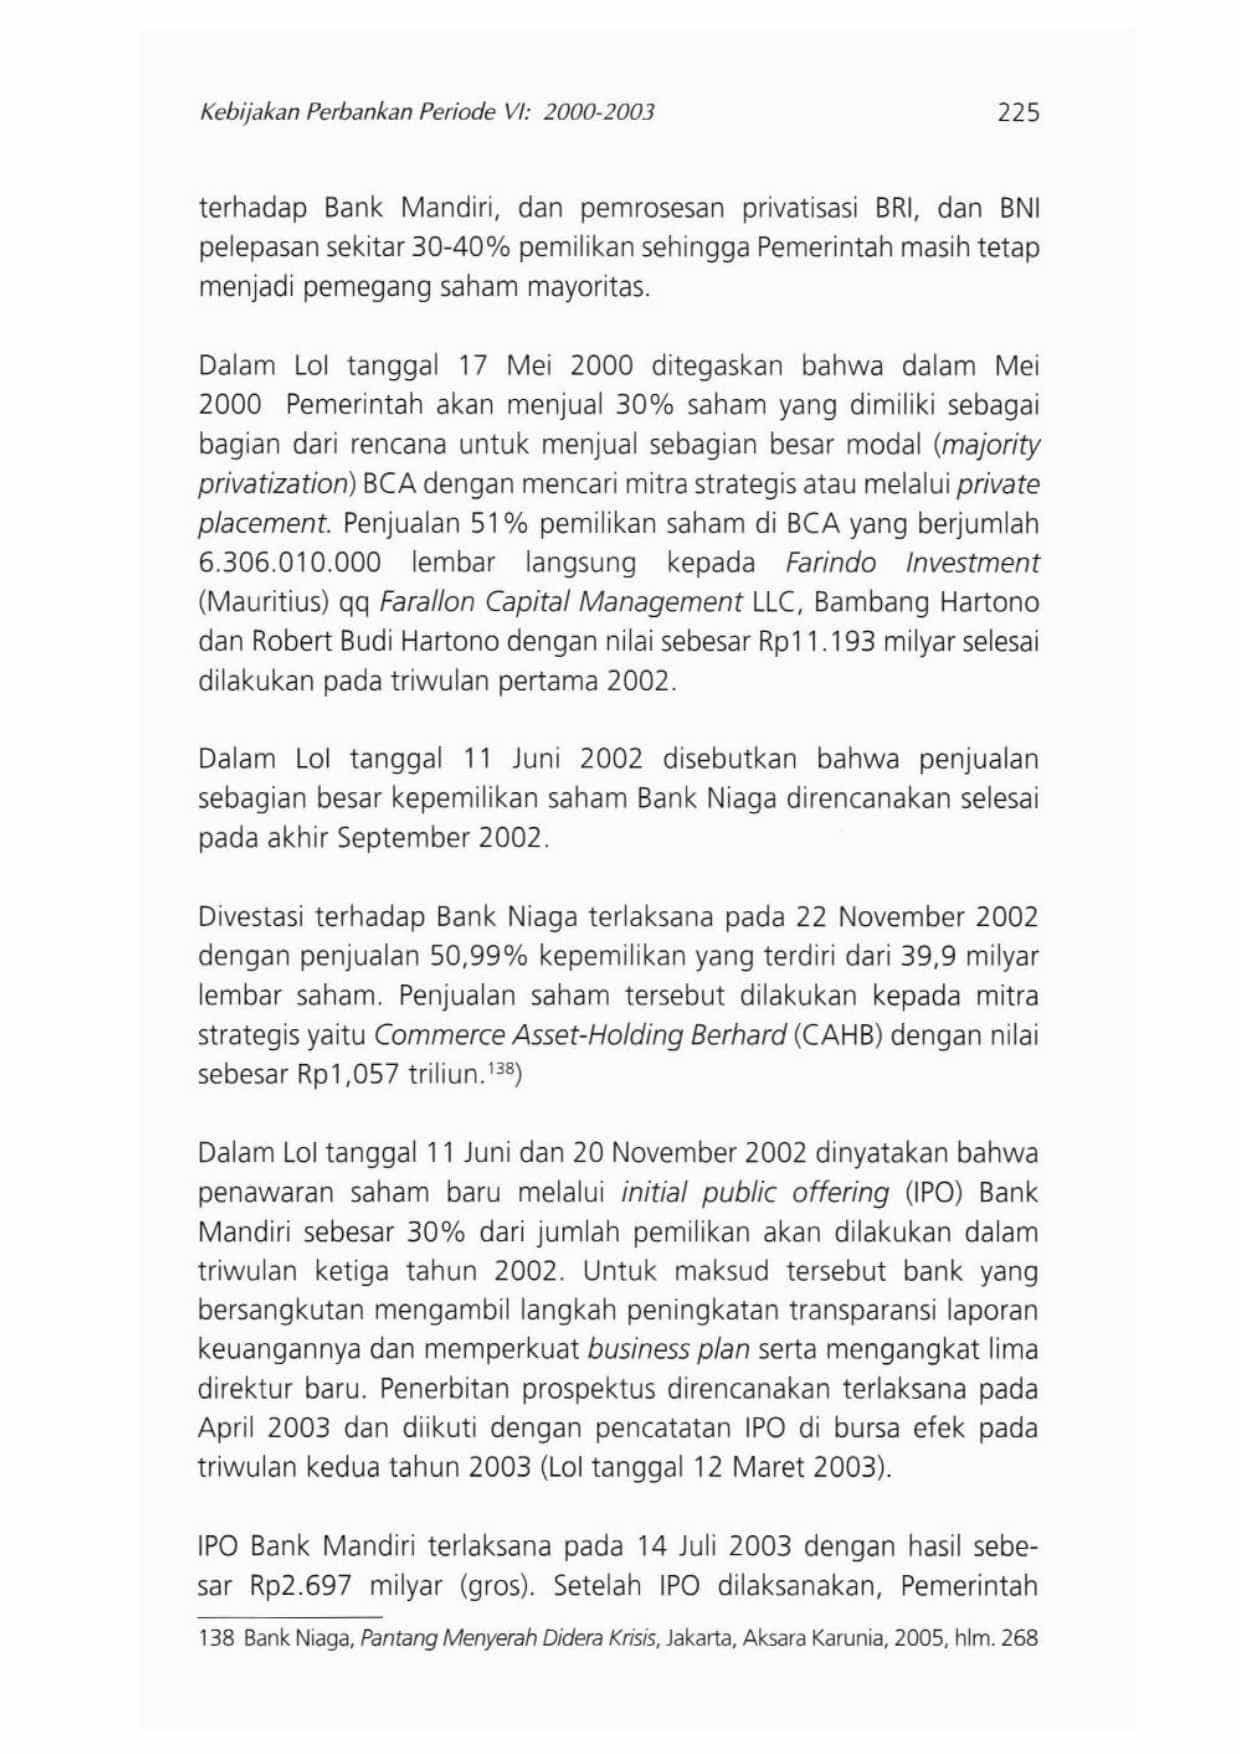 Kebijakan Perbankan Periode VI: 2000-2003 225
terhadap Bank Mandiri, dan pemrosesan privatisasi BRI, dan BNI
pelepasan sekitar 30-40% pemilikan sehingga Pemerintah masih tetap
menjadi pemegang saham mayoritas.
Dalam LoI tanggal 17 Mei 2000 ditegaskan bahwa dalam Mei
2000 Pemerintah akan menjual 30% saham yang dimiliki sebagai
bagian dari rencana untuk menjual sebagian besar modal (majority
privatization) BCA dengan mencari mitra strategis atau melalui private
placement. Penjualan 51% pemilikan saham di BCA yang berjumlah
6.306.010.000 lembar langsung kepada Farindo Investment
(Mauritius) qq Farallon Capital Management LLC, Bambang Hartono
dan Robert Budi Hartono dengan nilai sebesar Rp11.193 milyar selesai
dilakukan pada triwulan pertama 2002.
Dalam LoI tanggal 11 Juni 2002 disebutkan bahwa penjualan
sebagian besar kepemilikan saham Bank Niaga direncanakan selesai
pada akhir September 2002.
Divestasi terhadap Bank Niaga terlaksana pada 22 November 2002
dengan penjualan 50,99% kepemilikan yang terdiri dari 39,9 milyar
lembar saham. Penjualan saham tersebut dilakukan kepada mitra
strategis yaitu Commerce Asset-Holding Berhard (CAHB) dengan nilai
sebesar Rp1,057 triliun.138)
Dalam LoI tanggal 11 Juni dan 20 November 2002 dinyatakan bahwa
penawaran saham baru melalui initial public offering (IPO) Bank
Mandiri sebesar 30% dari jumlah pemilikan akan dilakukan dalam
triwulan ketiga tahun 2002. Untuk maksud tersebut bank yang
bersangkutan mengambil langkah peningkatan transparansi laporan
keuangannya dan memperkuat business plan serta mengangkat lima
direktur baru. Penerbitan prospektus direncanakan terlaksana pada
April 2003 dan diikuti dengan pencatatan IPO di bursa efek pada
triwulan kedua tahun 2003 (LoI tanggal 12 Maret 2003).
IPO Bank Mandiri terlaksana pada 14 Juli 2003 dengan hasil sebe-
sar Rp2.697 milyar (gros). Setelah IPO dilaksanakan, Pemerintah
138 Bank Niaga, Pantang Menyerah Didera Krisis, Jakarta, Aksara Karunia, 2005, hlm. 268